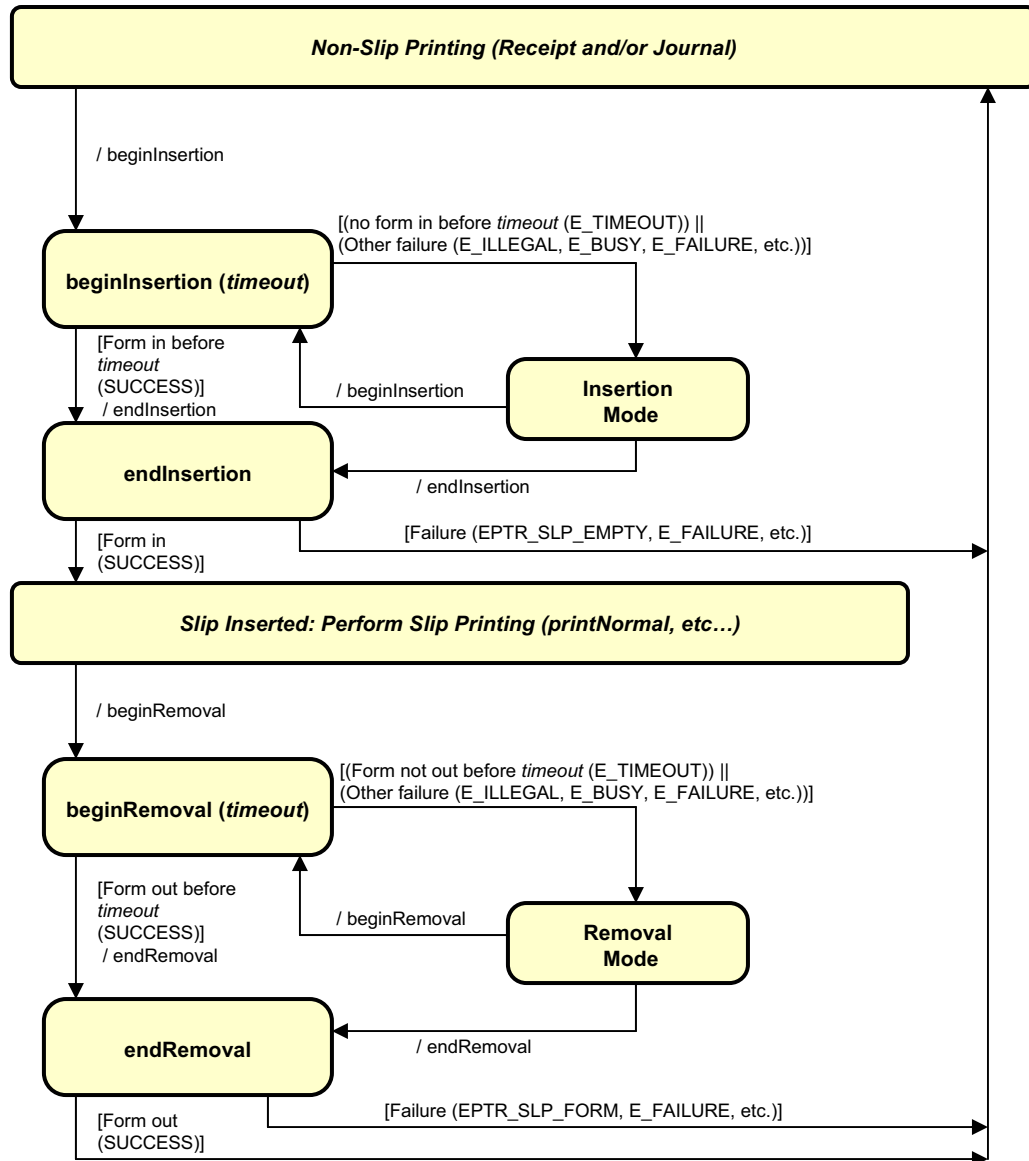 Non-Slip Printing (Receipt and/or Journal)
/ beginInsertion
[(no form in before timeout (E_TIMEOUT)) ||
(Other failure (E_ILLEGAL, E_BUSY, E_FAILURE, etc.))]
beginInsertion (timeout)
[Form in before
timeout
(SUCCESS)]
/ endInsertion
/ beginInsertion
Insertion
Mode
endInsertion
/ endInsertion
[Form in
(SUCCESS)]
[Failure (EPTR_SLP_EMPTY, E_FAILURE, etc.)]
Slip Inserted: Perform Slip Printing (printNormal, etc…)
/ beginRemoval
[(Form not out before timeout (E_TIMEOUT)) ||
(Other failure (E_ILLEGAL, E_BUSY, E_FAILURE, etc.))]
beginRemoval (timeout)
[Form out before
timeout
(SUCCESS)]
/ endRemoval
/ beginRemoval
Removal
Mode
endRemoval
/ endRemoval
[Form out
(SUCCESS)]
[Failure (EPTR_SLP_FORM, E_FAILURE, etc.)]